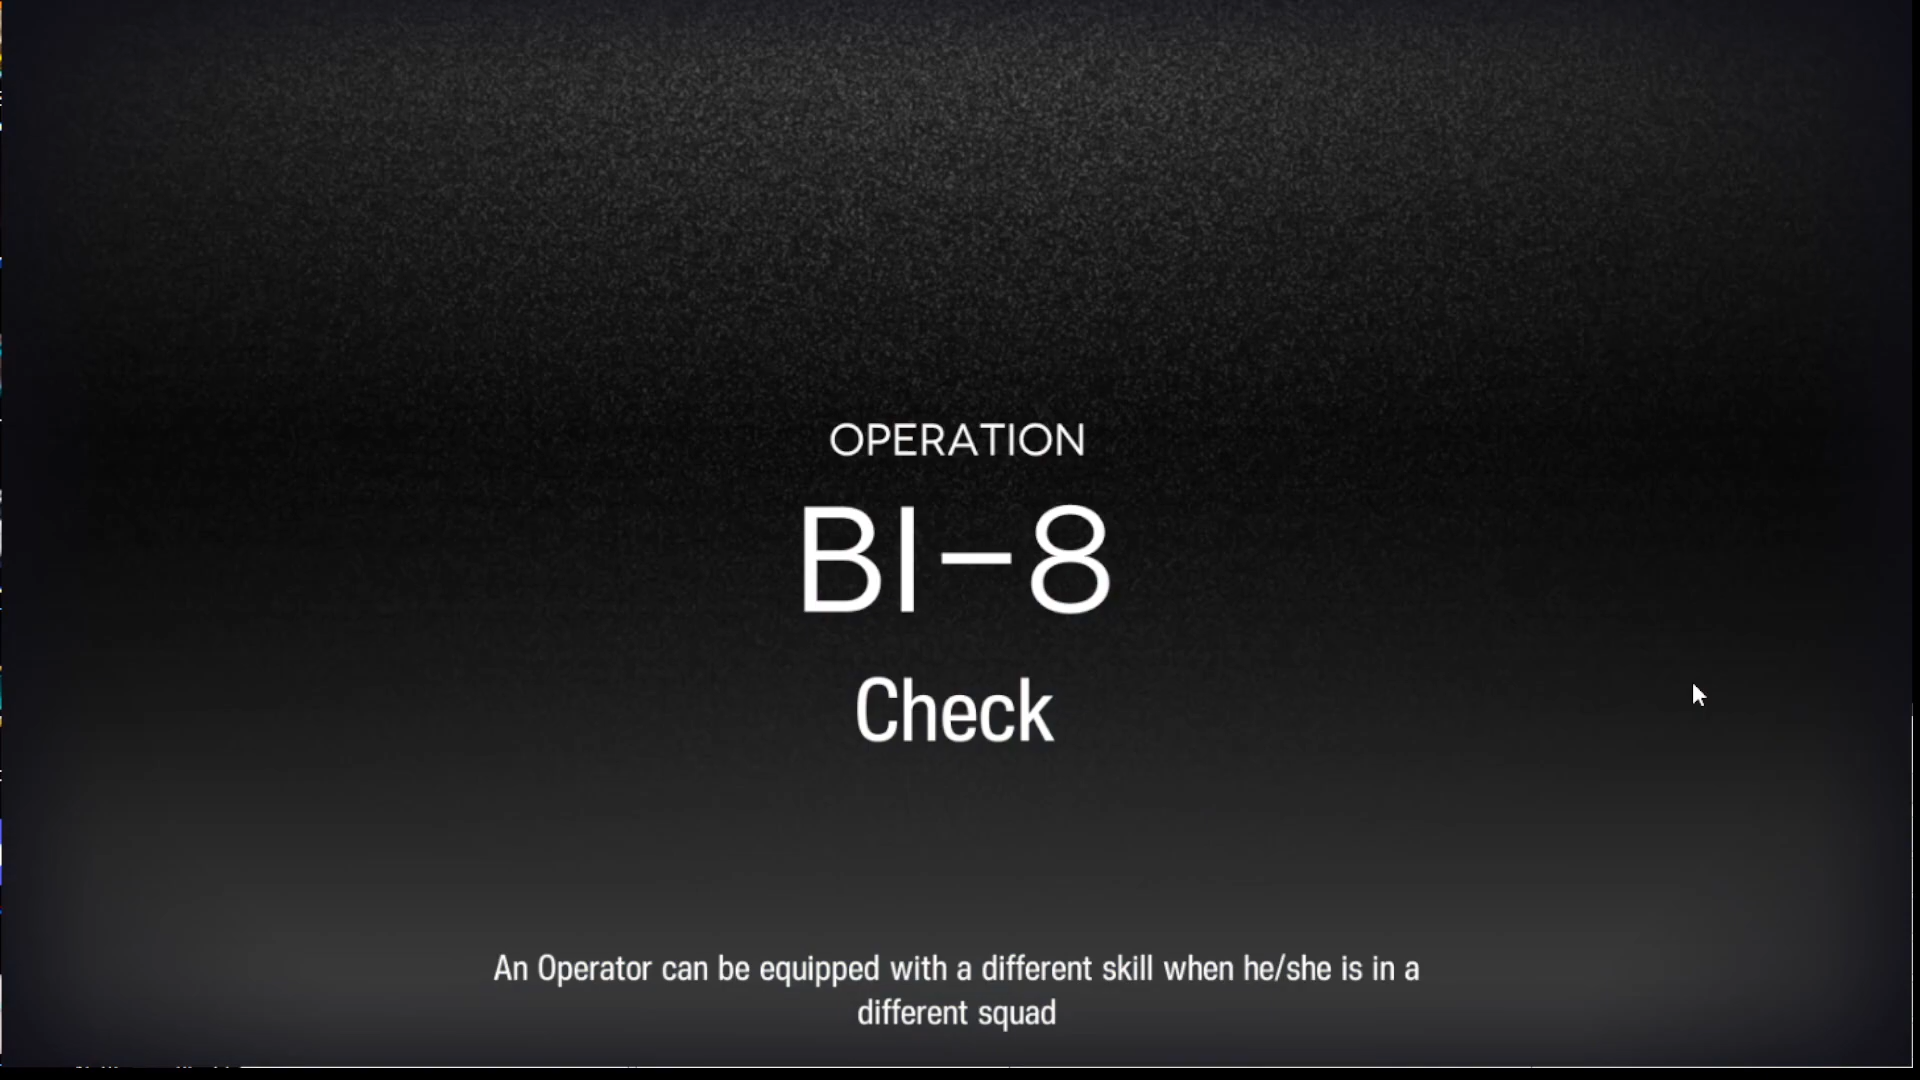 OPERATION
BI-8
Check
An Operator can be equipped with a different skill when he/she is in a
different squad